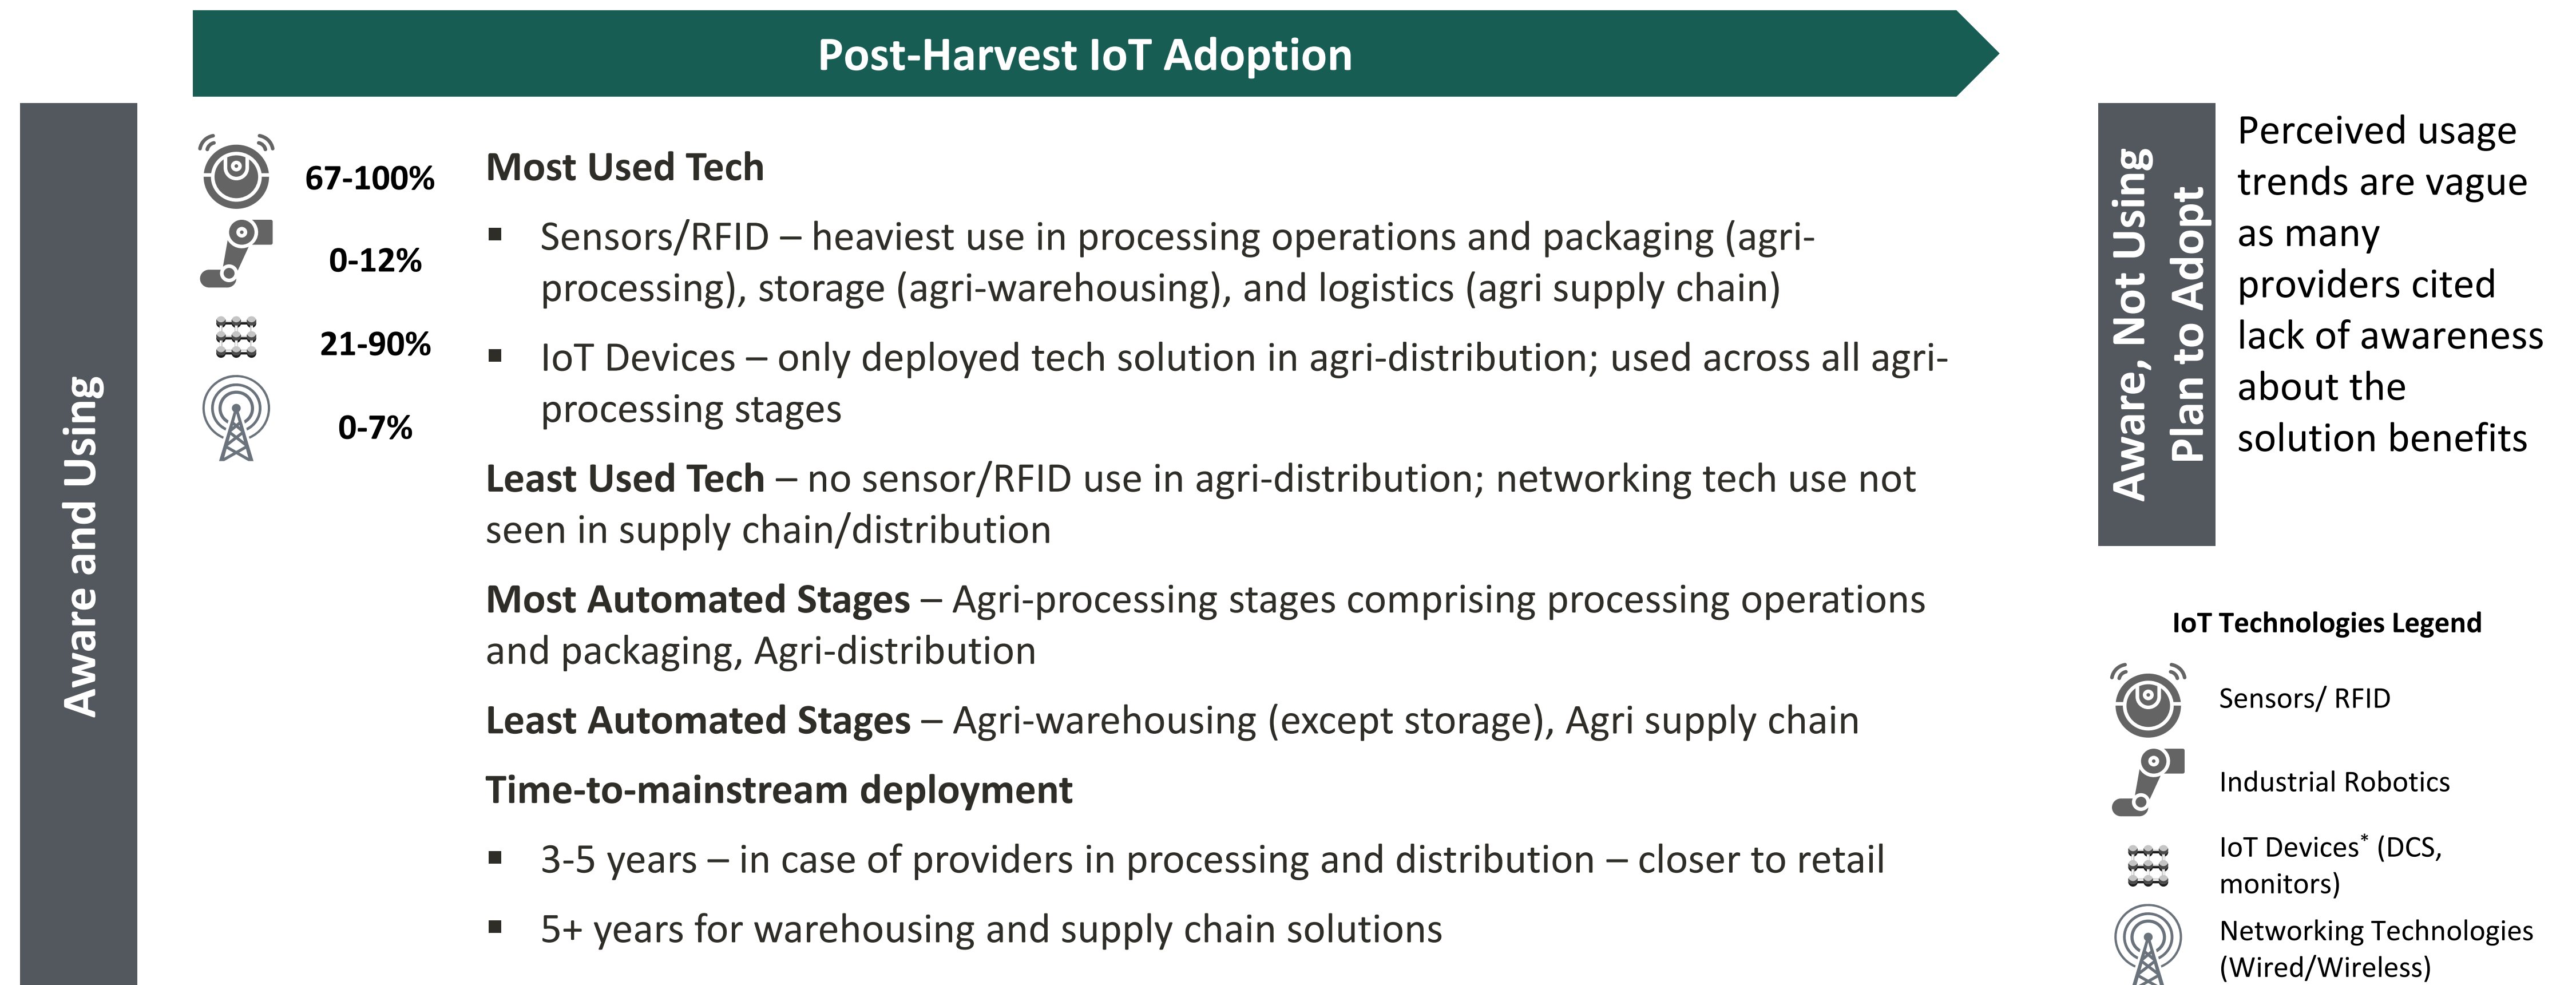 Post-Harvest IoT Adoption
Aware and Using
67-100%
0-12%
21-90%
0-7%
Most Used Tech
▪ Sensors/RFID – heaviest use in processing operations and packaging (agri-
processing), storage (agri-warehousing), and logistics (agri supply chain)
▪ IoT Devices – only deployed tech solution in agri-distribution; used across all agri-
processing stages
Least Used Tech – no sensor/RFID use in agri-distribution; networking tech use not
seen in supply chain/distribution
Most Automated Stages – Agri-processing stages comprising processing operations
and packaging, Agri-distribution
Least Automated Stages – Agri-warehousing (except storage), Agri supply chain
Time-to-mainstream deployment
▪ 3-5 years – in case of providers in processing and distribution – closer to retail
▪ 5+ years for warehousing and supply chain solutions
Aware, Not Using
Plan to Adopt
Perceived usage
trends are vague
as many
providers cited
lack of awareness
about the
solution benefits
IoT Technologies Legend
Sensors/ RFID
Industrial Robotics
IoT Devices* (DCS,
monitors)
Networking Technologies
(Wired/Wireless)